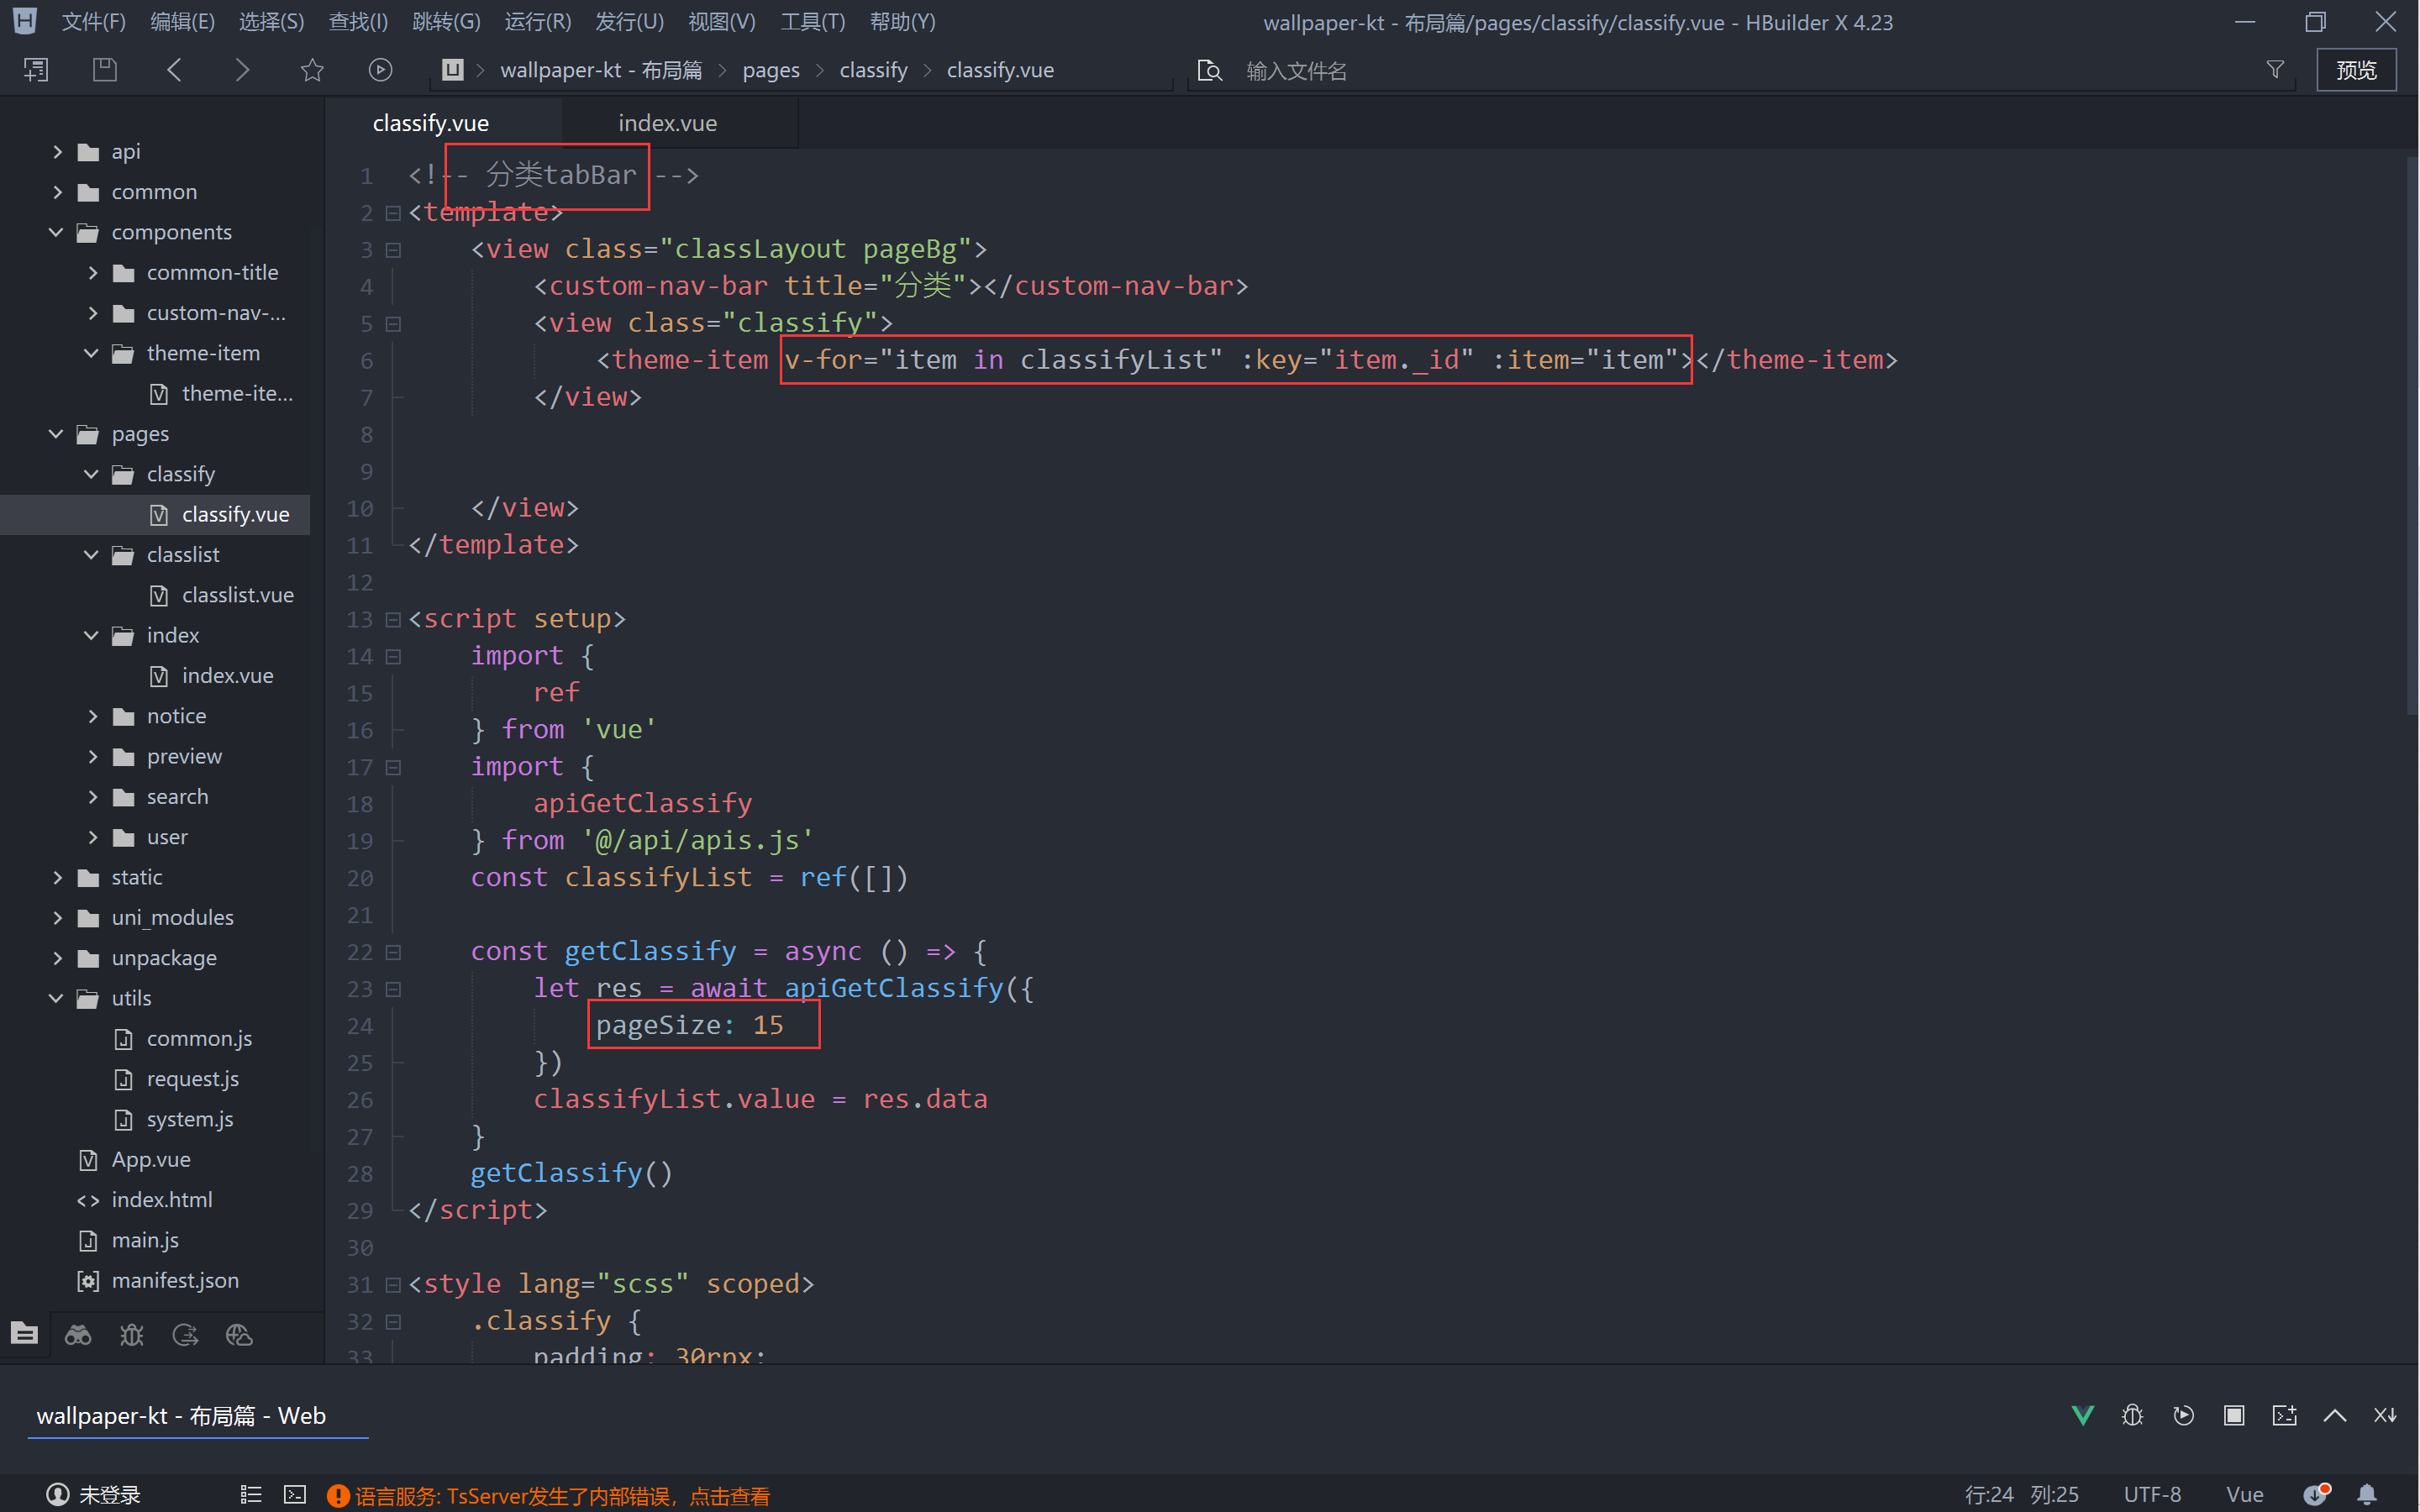 文件(F) 编辑(E) 选择(S) 查找(I) 跳转(G) 运行(R) 发行(U) 视图(V) 工具(T) 帮助(Y) wallpaper-kt - 布局篇/pages/classify/classify.vue - HBuilder X 4.23
wallpaper-kt - 布局篇 > pages > classify > classify.vue 输入文件名 预览
api
common
components
common-title
custom-nav-...
theme-item
theme-ite...
pages
classify
classify.vue
classlist
classlist.vue
index
index.vue
notice
preview
search
user
static
uni_modules
unpackage
utils
common.js
request.js
system.js
App.vue
index.html
main.js
manifest.json
classify.vue index.vue
1 <!-- 分类tabBar -->
2 <template>
3 <view class="classLayout pageBg">
4 <custom-nav-bar title="分类"></custom-nav-bar>
5 <view class="classify">
6 <theme-item v-for="item in classifyList" :key="item._id" :item="item"></theme-item>
7 </view>
8
9
10 </view>
11 </template>
12
13 <script setup>
14 import {
15 ref
16 } from 'vue'
17 import {
18 apiGetClassify
19 } from '@/api/apis.js'
20 const classifyList = ref([])
21
22 const getClassify = async () => {
23 let res = await apiGetClassify({
24 pageSize: 15
25 })
26 classifyList.value = res.data
27 }
28 getClassify()
29 </script>
30
31 <style lang="scss" scoped>
32 .classify {
33 padding: 30rpx;
wallpaper-kt - 布局篇 - Web
未登录 语言服务: TsServer发生了内部错误，点击查看 行:24 列:25 UTF-8 Vue